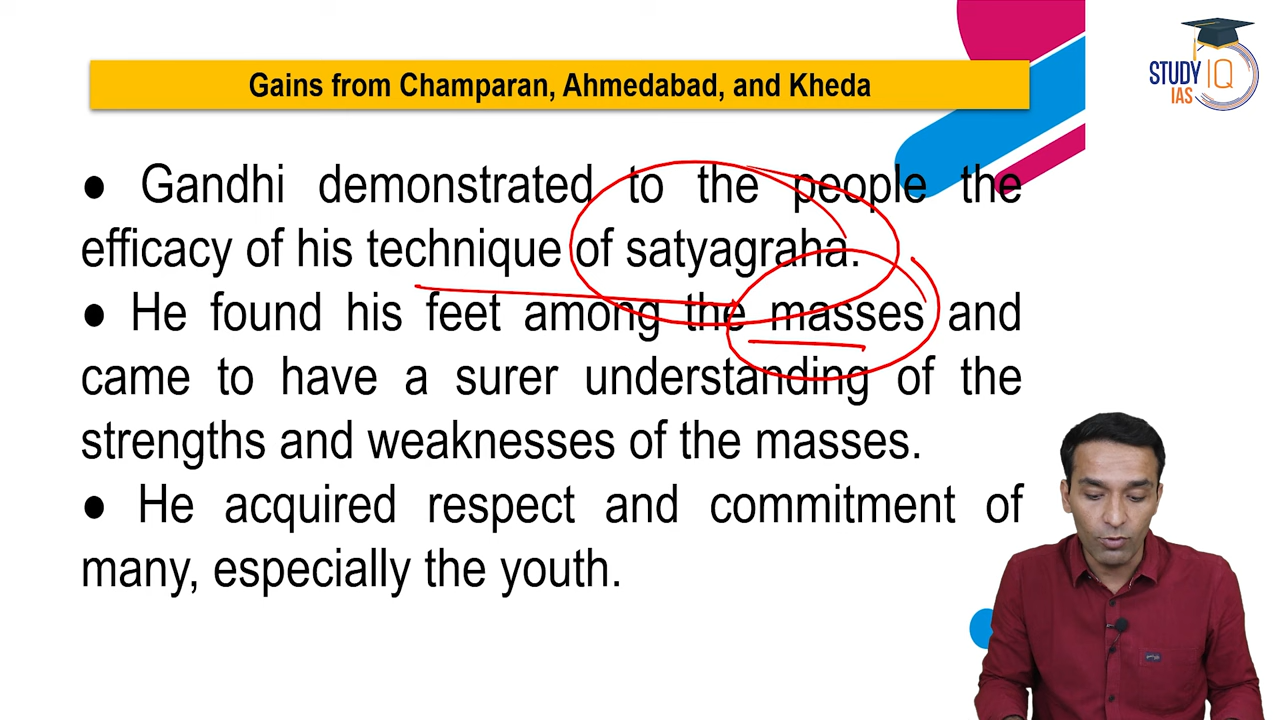 Gains from Champaran, Ahmedabad, and Kheda
STUDY IQ
IAS
● Gandhi demonstrated to the people the
efficacy of his technique of satyagraha.
● He found his feet among the masses and
came to have a surer understanding of the
strengths and weaknesses of the masses.
● He acquired respect and commitment of
many, especially the youth.